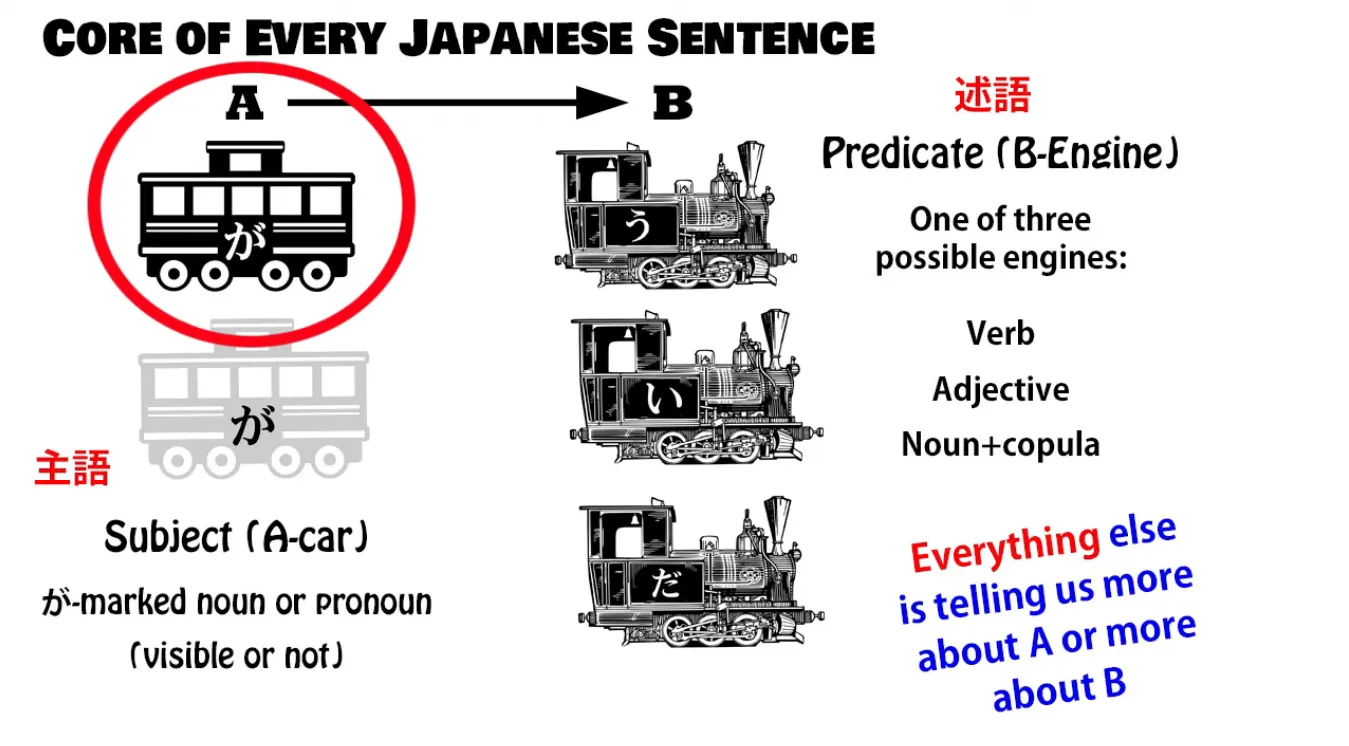 Core of Every Japanese Sentence
A
B
が
が
主語
Subject (A-car)
が-marked noun or pronoun
(visible or not)
う
い
だ
述語
Predicate (B-Engine)
One of three
possible engines:
Verb
Adjective
Noun+copula
Everything else
is telling us more
about A or more
about B